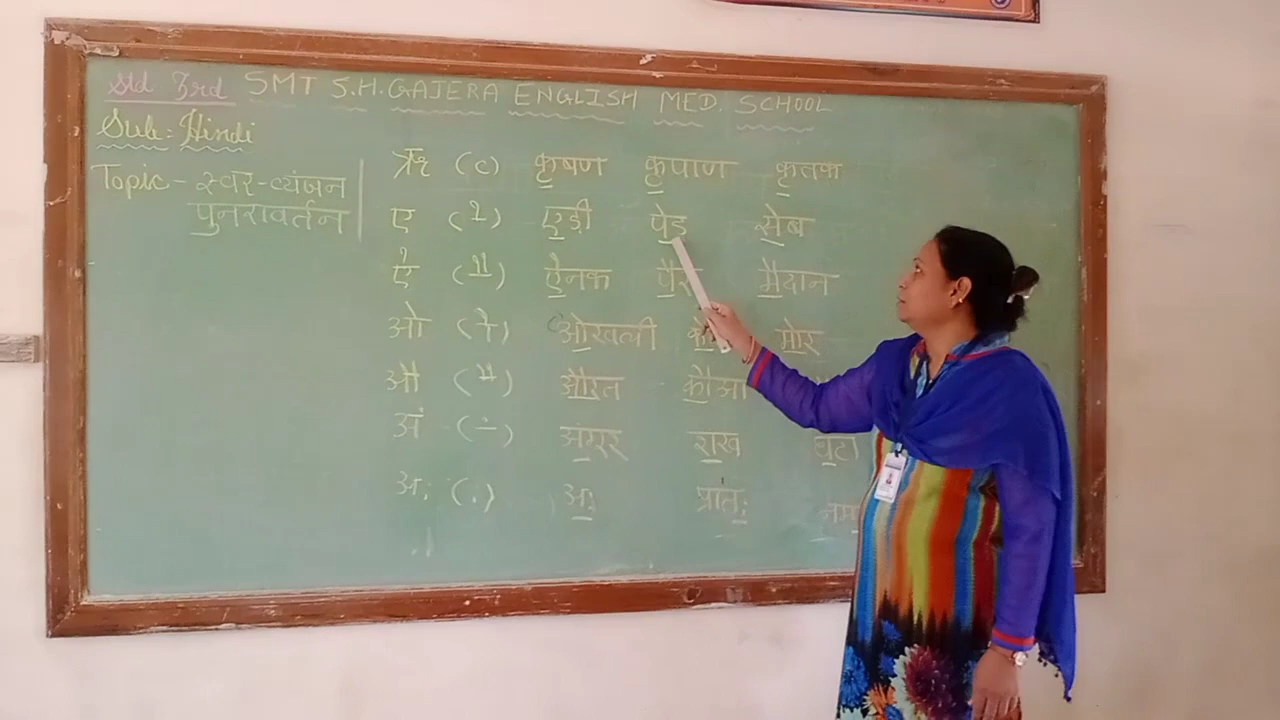 Std 3rd SMT S.H. GAJERA ENGLISH MED. SCHOOL
Sub: Hindi
Topic - स्वर-व्यंजन
पुनरावर्तन
ऋ (ृ) कृषण कृपाण कृतक
ए (े) एड़ी पेड़ सेब
ऐ (ै) ऐनक पैर मैदान
ओ (ो) ओखली मोर
औ (ौ) औरत कौआ
अं (ं) अंगूर शंख घंटा
अः (ः) अः प्रातः